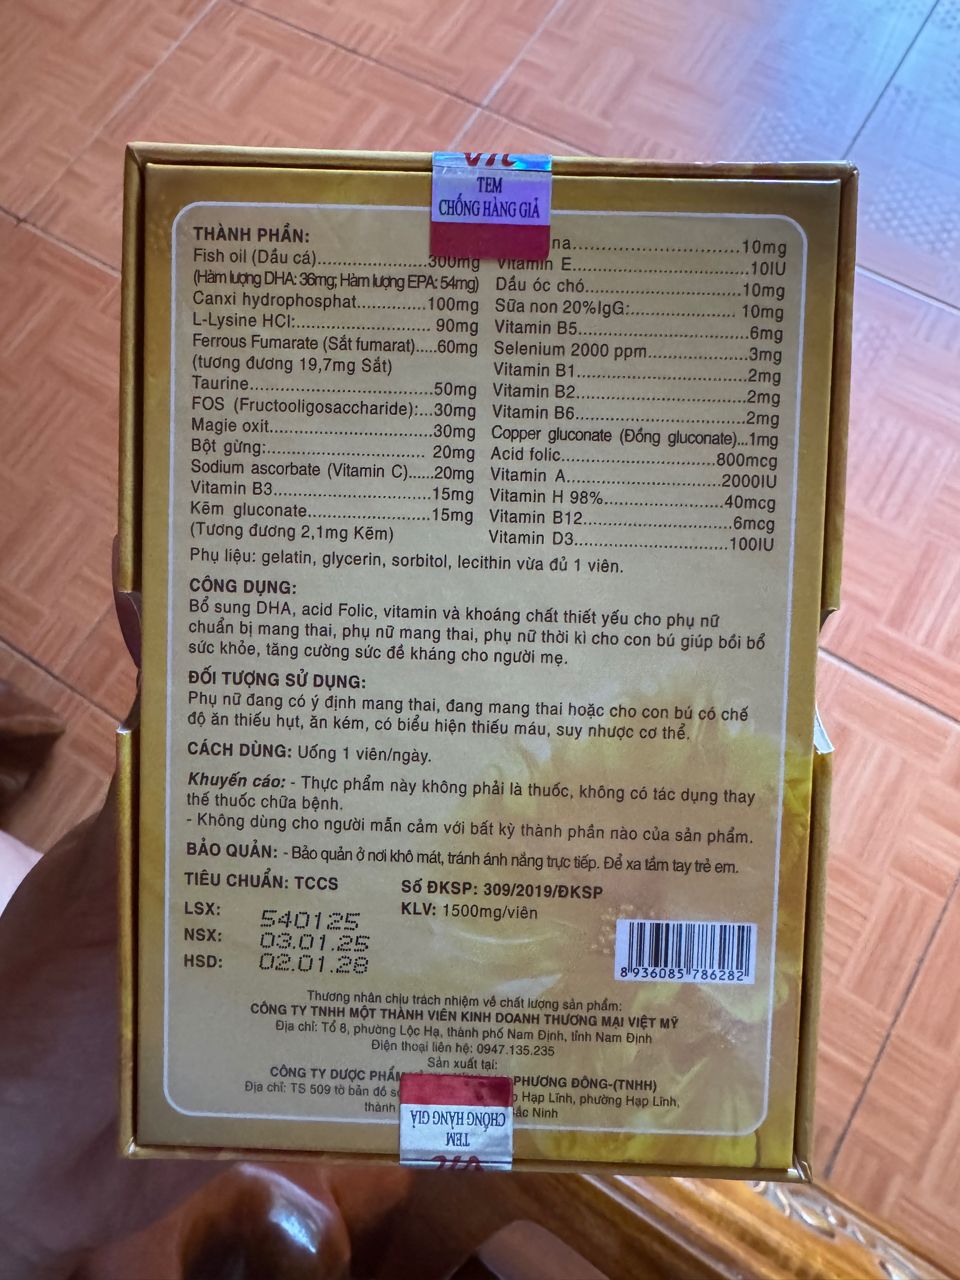 TEM
CHỐNG HÀNG GIẢ
THÀNH PHẦN:
Fish oil (Dầu cá)....................300mg
(Hàm lượng DHA: 36mg; Hàm lượng EPA: 54mg)
Canxi hydrophosphat............100mg
L-Lysine HCl:........................ 90mg
Ferrous Fumarate (Sắt fumarat).....60mg
(tương đương 19,7mg Sắt)
Taurine.................................50mg
FOS (Fructooligosaccharide):...30mg
Magie oxit.............................30mg
Bột gừng:............................ 20mg
Sodium ascorbate (Vitamin C)......20mg
Vitamin B3............................15mg
Kẽm gluconate......................15mg
(Tương đương 2,1mg Kẽm)
na.............................10mg
Vitamin E...............................10IU
Dầu óc chó............................10mg
Sữa non 20%IgG:.................... 10mg
Vitamin B5..............................6mg
Selenium 2000 ppm..................3mg
Vitamin B1..............................2mg
Vitamin B2..............................2mg
Vitamin B6..............................2mg
Copper gluconate (Đồng gluconate)...1mg
Acid folic............................800mcg
Vitamin A............................2000IU
Vitamin H 98%.....................40mcg
Vitamin B12...........................6mcg
Vitamin D3...........................100IU
Phụ liệu: gelatin, glycerin, sorbitol, lecithin vừa đủ 1 viên.
CÔNG DỤNG:
Bổ sung DHA, acid Folic, vitamin và khoáng chất thiết yếu cho phụ nữ
chuẩn bị mang thai, phụ nữ mang thai, phụ nữ thời kì cho con bú giúp bồi bổ
sức khỏe, tăng cường sức đề kháng cho người mẹ.
ĐỐI TƯỢNG SỬ DỤNG:
Phụ nữ đang có ý định mang thai, đang mang thai hoặc cho con bú có chế
độ ăn thiếu hụt, ăn kém, có biểu hiện thiếu máu, suy nhược cơ thể.
CÁCH DÙNG: Uống 1 viên/ngày.
Khuyến cáo: - Thực phẩm này không phải là thuốc, không có tác dụng thay
thế thuốc chữa bệnh.
- Không dùng cho người mẫn cảm với bất kỳ thành phần nào của sản phẩm.
BẢO QUẢN: - Bảo quản ở nơi khô mát, tránh ánh nắng trực tiếp. Để xa tầm tay trẻ em.
TIÊU CHUẨN: TCCS Số ĐKSP: 309/2019/ĐKSP
KLV: 1500mg/viên
LSX: 540125
NSX: 03.01.25
HSD: 02.01.28
8 936085 786282
Thương nhân chịu trách nhiệm về chất lượng sản phẩm:
CÔNG TY TNHH MỘT THÀNH VIÊN KINH DOANH THƯƠNG MẠI VIỆT MỸ
Địa chỉ: Tổ 8, phường Lộc Hạ, thành phố Nam Định, tỉnh Nam Định
Điện thoại liên hệ: 0947.135.235
Sản xuất tại:
CÔNG TY DƯỢC PHẨM PHƯƠNG ĐÔNG-(TNHH)
Địa chỉ: TS 509 tờ bản đồ Hạp Lĩnh, phường Hạp Lĩnh,
thành Bắc Ninh
TEM
CHỐNG HÀNG GIẢ